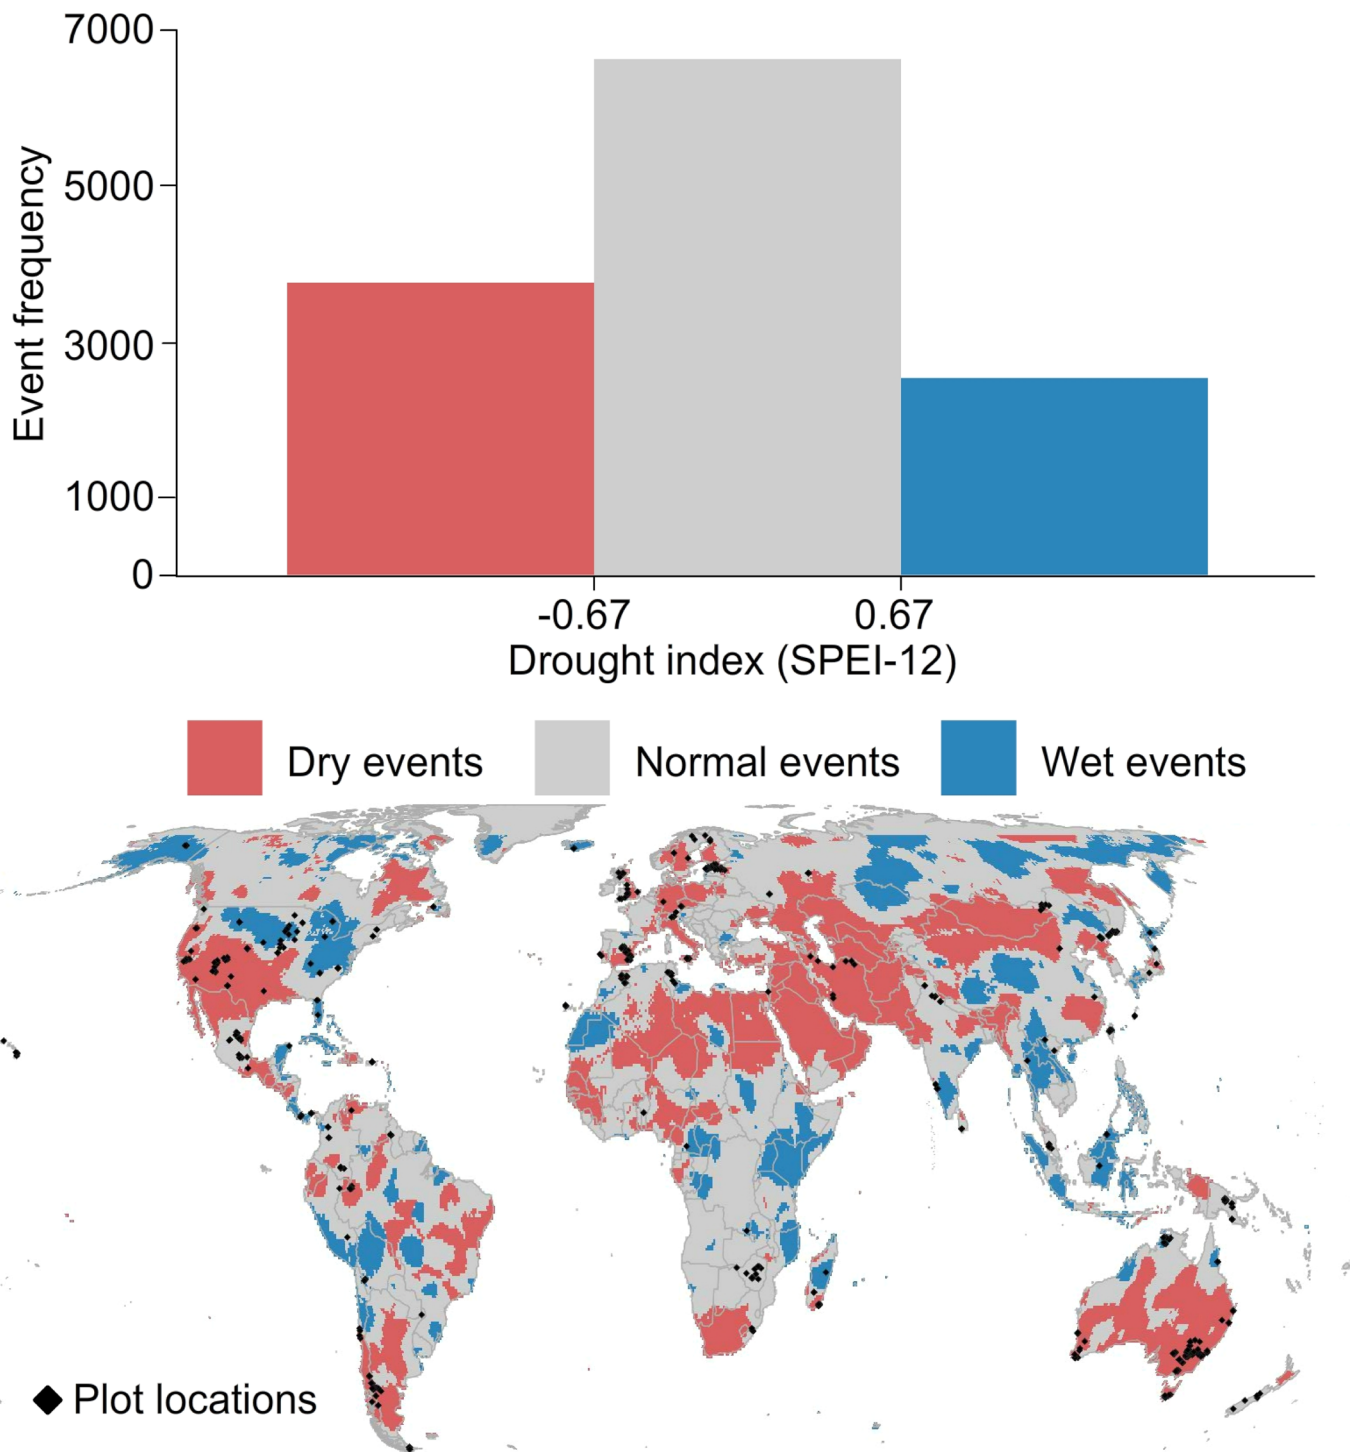 7000
5000
3000
1000
0
Event frequency
-0.67 0.67
Drought index (SPEI-12)
Dry events Normal events Wet events
Plot locations